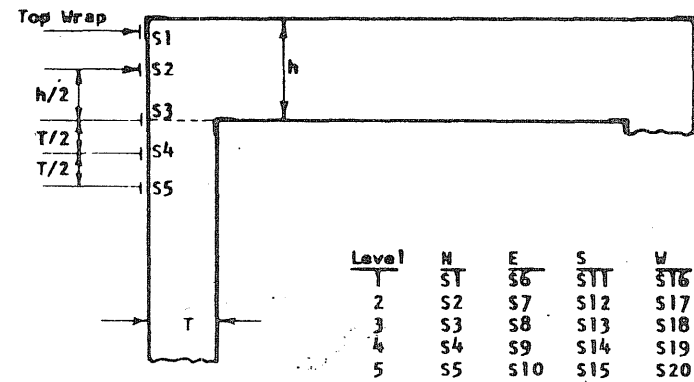 Top Wrap
S1
S2
h
h/2
S3
T/2
S4
T/2
S5
Level N E S W
1 S1 S6 S11 S16
2 S2 S7 S12 S17
T
3 S3 S8 S13 S18
4 S4 S9 S14 S19
5 S5 S10 S15 S20